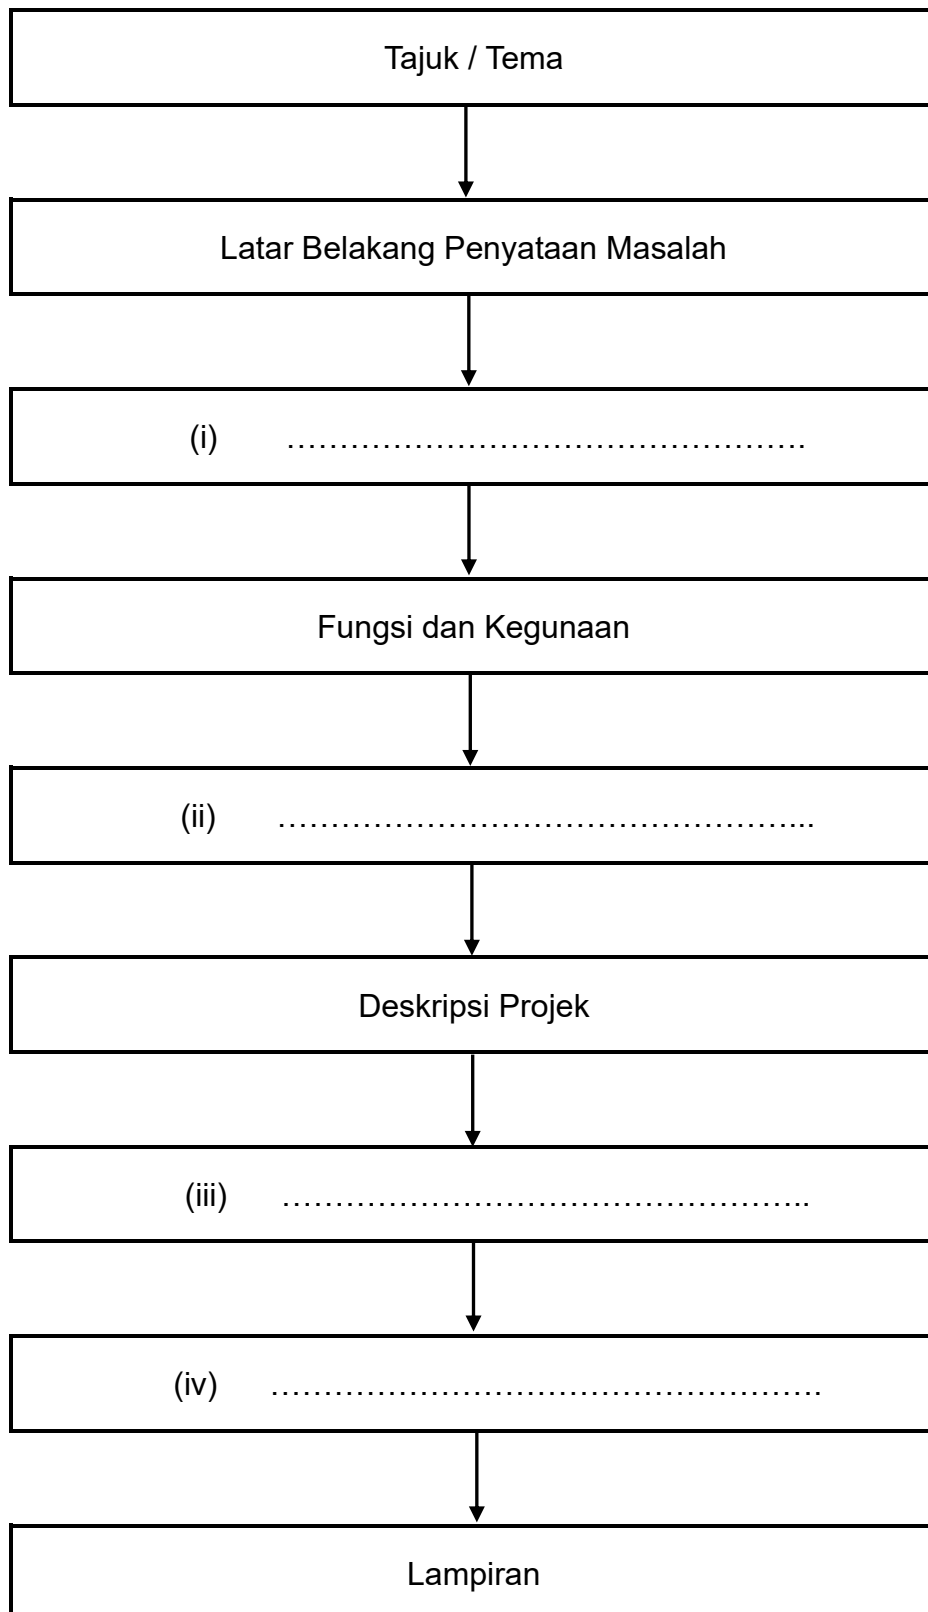 Tajuk / Tema
Latar Belakang Penyataan Masalah
(i) ………………………………………….
Fungsi dan Kegunaan
(ii) …………………………………………...
Deskripsi Projek
(iii) …………………………………………..
(iv) …………………………………………….
Lampiran